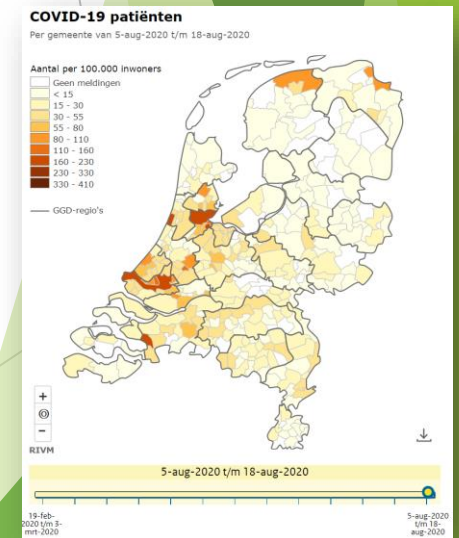 COVID-19 patiënten
Per gemeente van 5-aug-2020 t/m 18-aug-2020
Aantal per 100.000 inwoners
Geen meldingen
< 15
15 - 30
30 - 55
55 - 80
80 - 110
110 - 160
160 - 230
230 - 330
330 - 410
GGD-regio's
+
−
RIVM
5-aug-2020 t/m 18-aug-2020
19-feb-
2020 t/m 3-
mrt-2020
5-aug-2020
t/m 18-
aug-2020